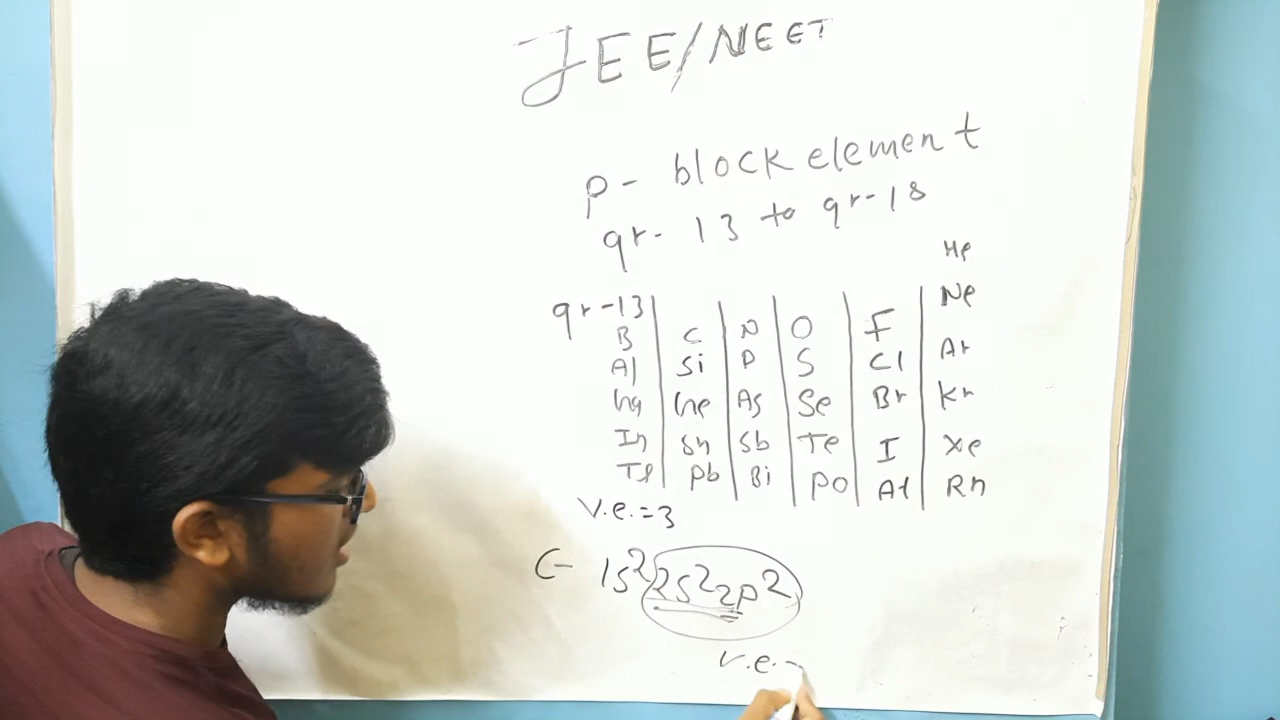 JEE/NEET
p- block element
gr- 13 to gr-18
He
gr-13 Ne
B C N O F
Al Si P S Cl Ar
Ga Ge As Se Br Kr
In Sn Sb Te I Xe
Tl Pb Bi Po At Rn
v.e.=3
C- 1s² 2s² 2p²
v.e.-